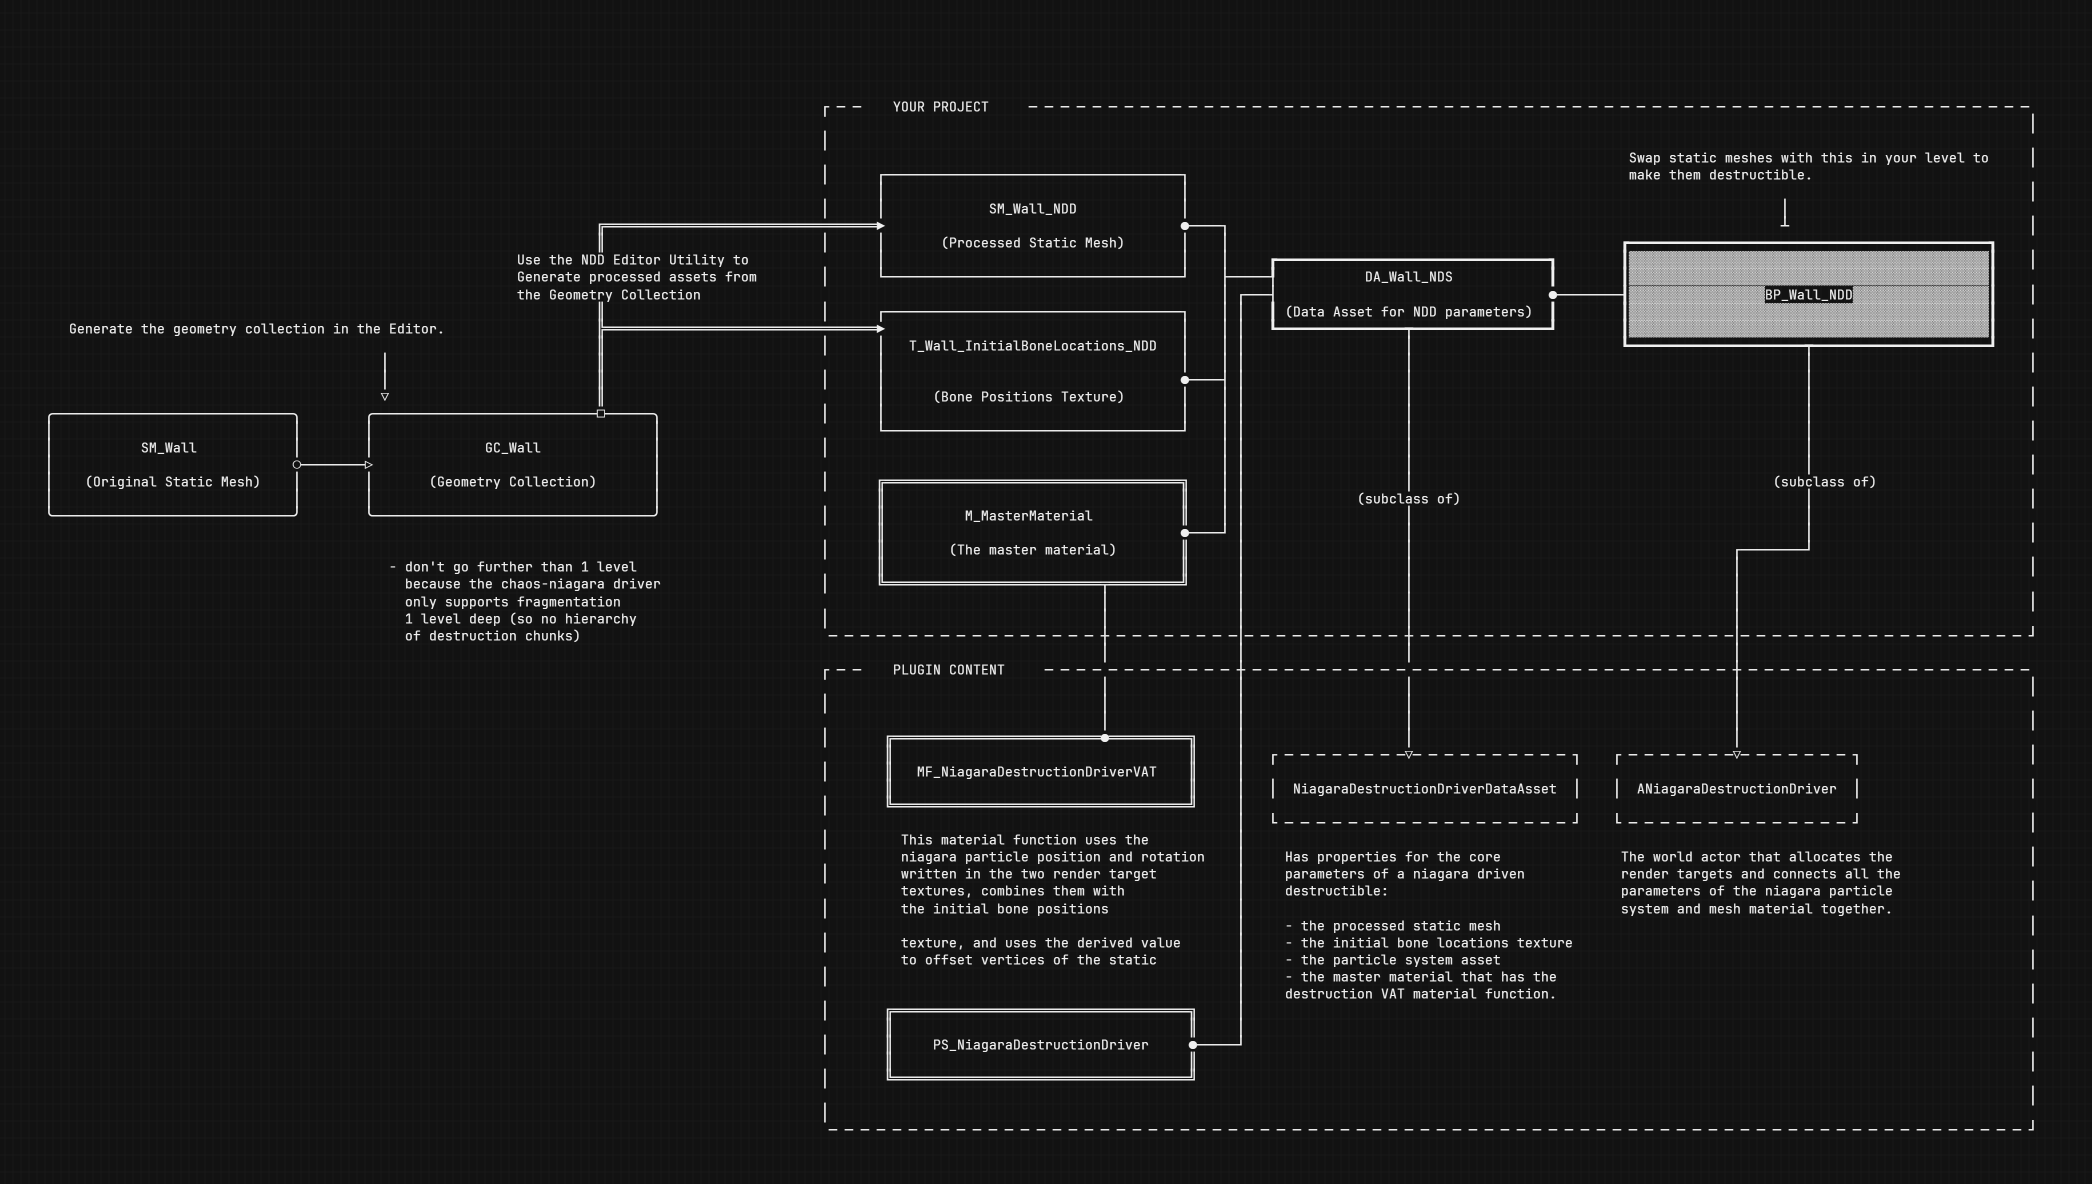 YOUR PROJECT
Swap static meshes with this in your level to
make them destructible.
SM_Wall_NDD
(Processed Static Mesh)
Use the NDD Editor Utility to
Generate processed assets from
the Geometry Collection
DA_Wall_NDS
(Data Asset for NDD parameters)
BP_Wall_NDD
Generate the geometry collection in the Editor.
T_Wall_InitialBoneLocations_NDD
(Bone Positions Texture)
SM_Wall
(Original Static Mesh)
GC_Wall
(Geometry Collection)
M_MasterMaterial
(The master material)
(subclass of)
(subclass of)
- don't go further than 1 level
because the chaos-niagara driver
only supports fragmentation
1 level deep (so no hierarchy
of destruction chunks)
PLUGIN CONTENT
MF_NiagaraDestructionDriverVAT
This material function uses the
niagara particle position and rotation
written in the two render target
textures, combines them with
the initial bone positions
texture, and uses the derived value
to offset vertices of the static
PS_NiagaraDestructionDriver
NiagaraDestructionDriverDataAsset
Has properties for the core
parameters of a niagara driven
destructible:
- the processed static mesh
- the initial bone locations texture
- the particle system asset
- the master material that has the
destruction VAT material function.
ANiagaraDestructionDriver
The world actor that allocates the
render targets and connects all the
parameters of the niagara particle
system and mesh material together.